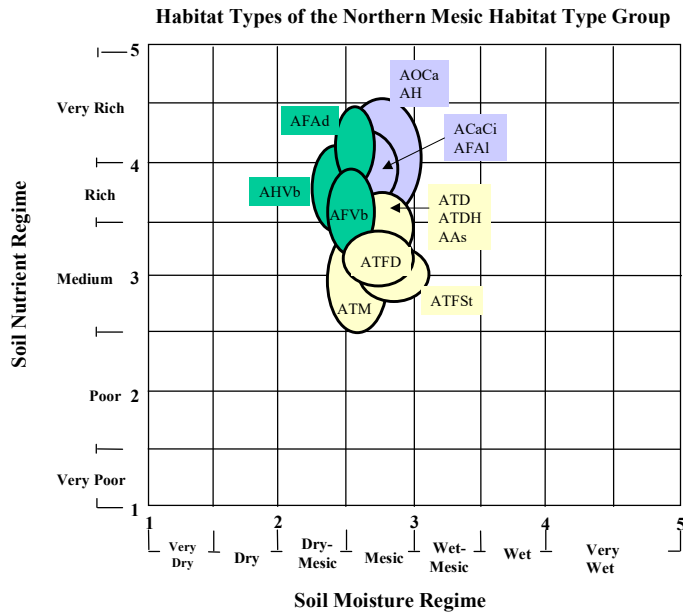 Habitat Types of the Northern Mesic Habitat Type Group
Soil Nutrient Regime
5
Very Rich
4
Rich
Medium
3
Poor
2
Very Poor
1
AOCa
AH
AFAd
ACaCi
AFAl
AHVb
ATD
ATDH
AAs
AFVb
ATFD
ATFSt
ATM
1
2
3
4
5
Very
Dry
Dry
Dry-
Mesic
Mesic
Wet-
Mesic
Wet
Very
Wet
Soil Moisture Regime